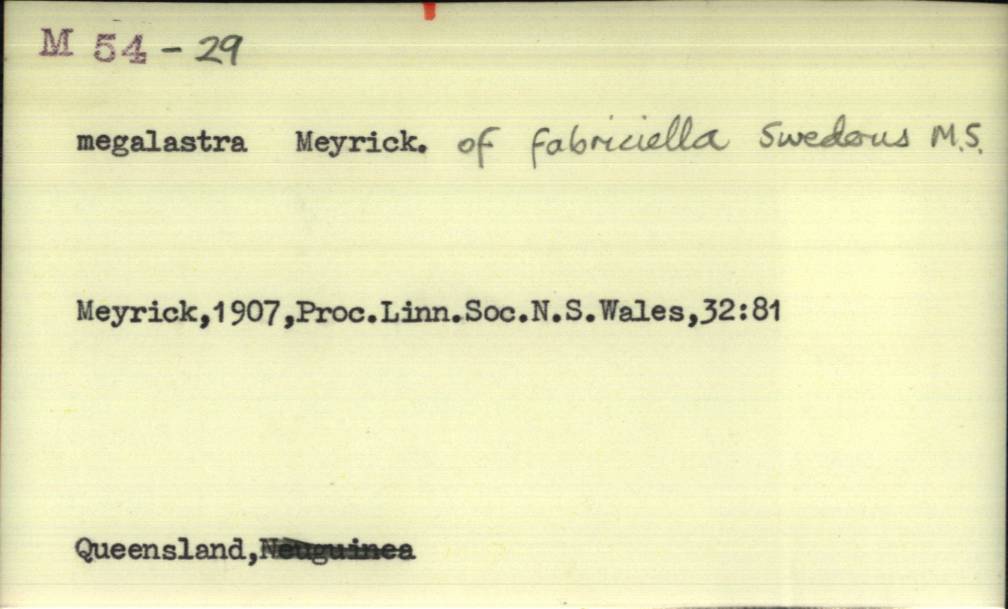 M 54 - 29
megalastra Meyrick. of fabriciella Swederus M.S.
Meyrick,1907,Proc.Linn.Soc.N.S.Wales,32:81
Queensland,Neuguinea